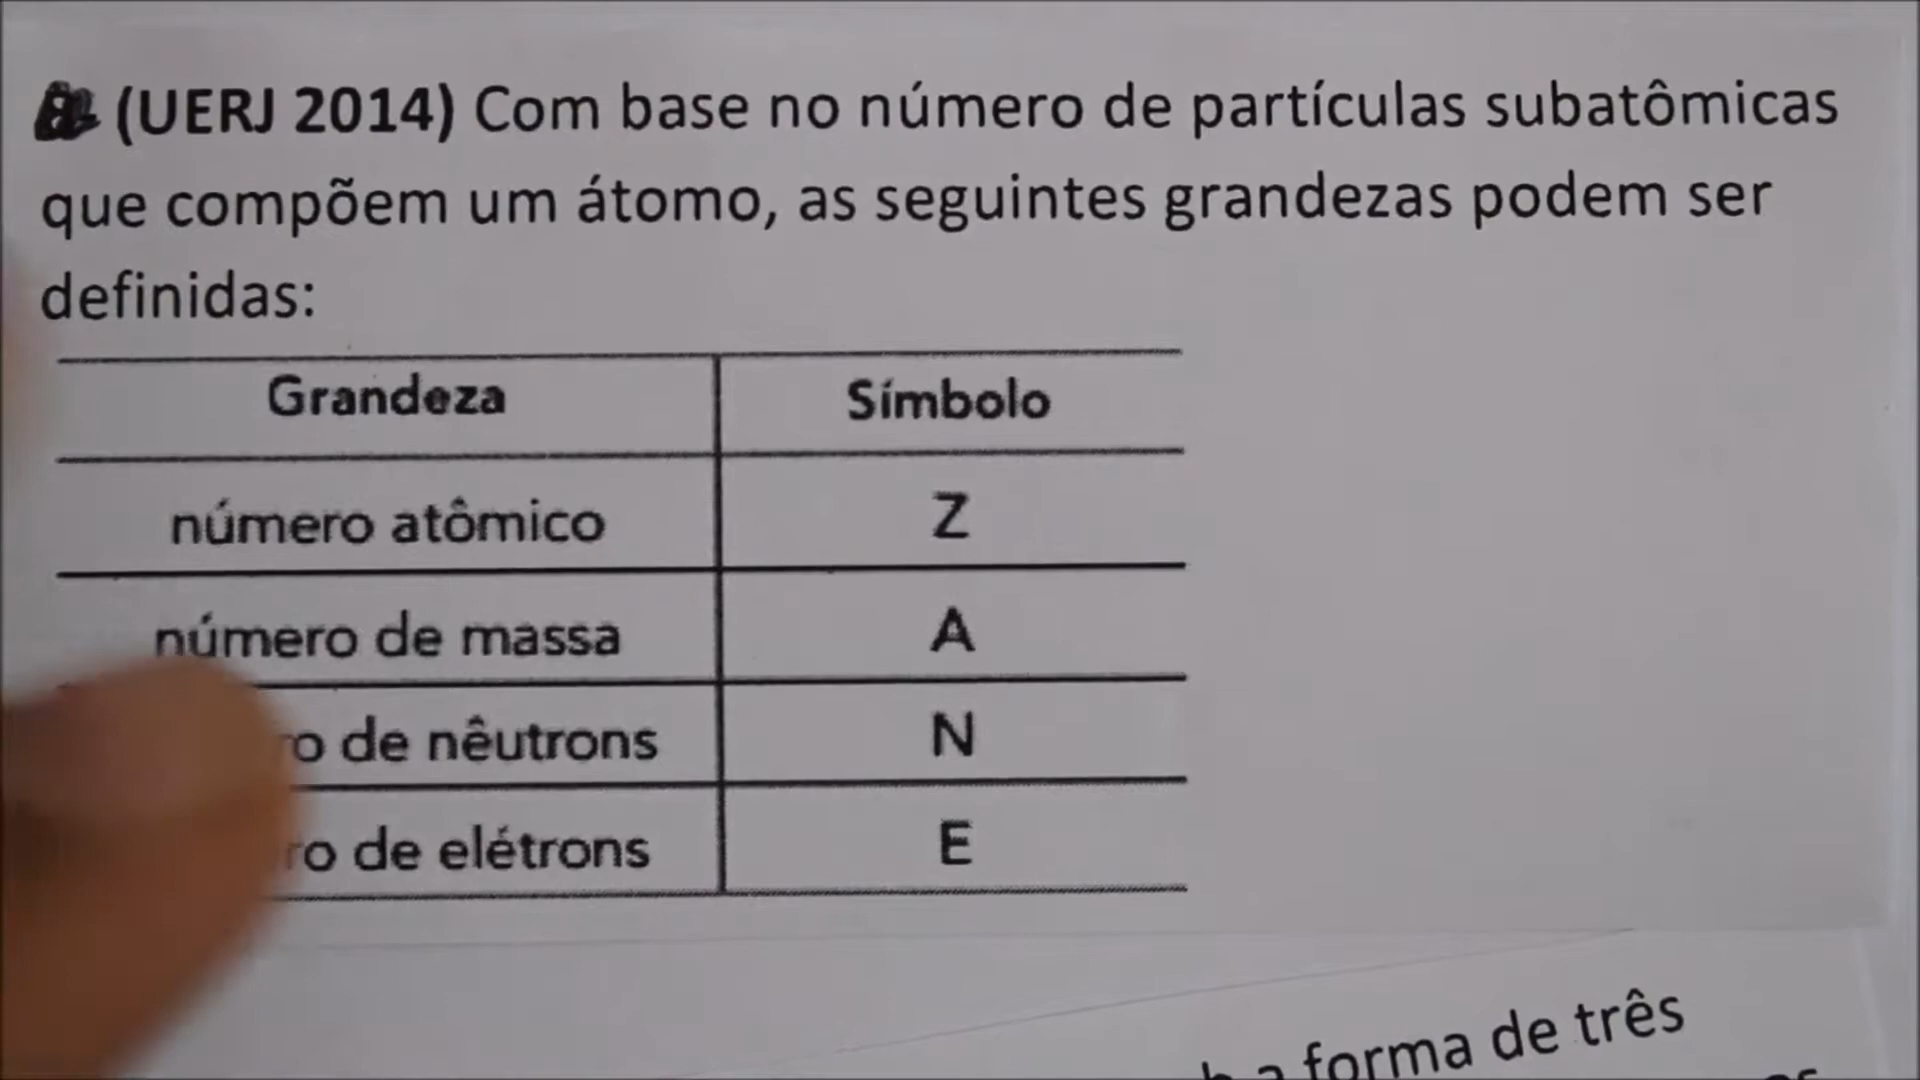 (UERJ 2014) Com base no número de partículas subatômicas
que compõem um átomo, as seguintes grandezas podem ser
definidas:
Grandeza Símbolo
número atômico Z
número de massa A
de nêutrons N
de elétrons E
a forma de três